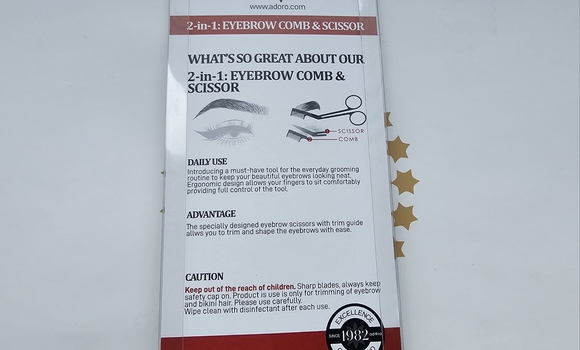 www.adoro.com
2-in-1: EYEBROW COMB & SCISSOR
WHAT'S SO GREAT ABOUT OUR
2-in-1: EYEBROW COMB &
SCISSOR
SCISSOR
COMB
DAILY USE
Introducing a must-have tool for the everyday grooming
routine to keep your beautiful eyebrows looking neat.
Ergonomic design allows your fingers to sit comfortably
providing full control of the tool.
ADVANTAGE
The specially designed eyebrow scissors with trim guide
allws you to trim and shape the eyebrows with ease.
CAUTION
Keep out of the reach of children. Sharp blades, always keep
safety cap on. Product is use is only for trimming of eyebrow
and bikini hair. Please use carefully.
Wipe clean with disinfectant after each use.
EXCELLENCE
SINCE 1982